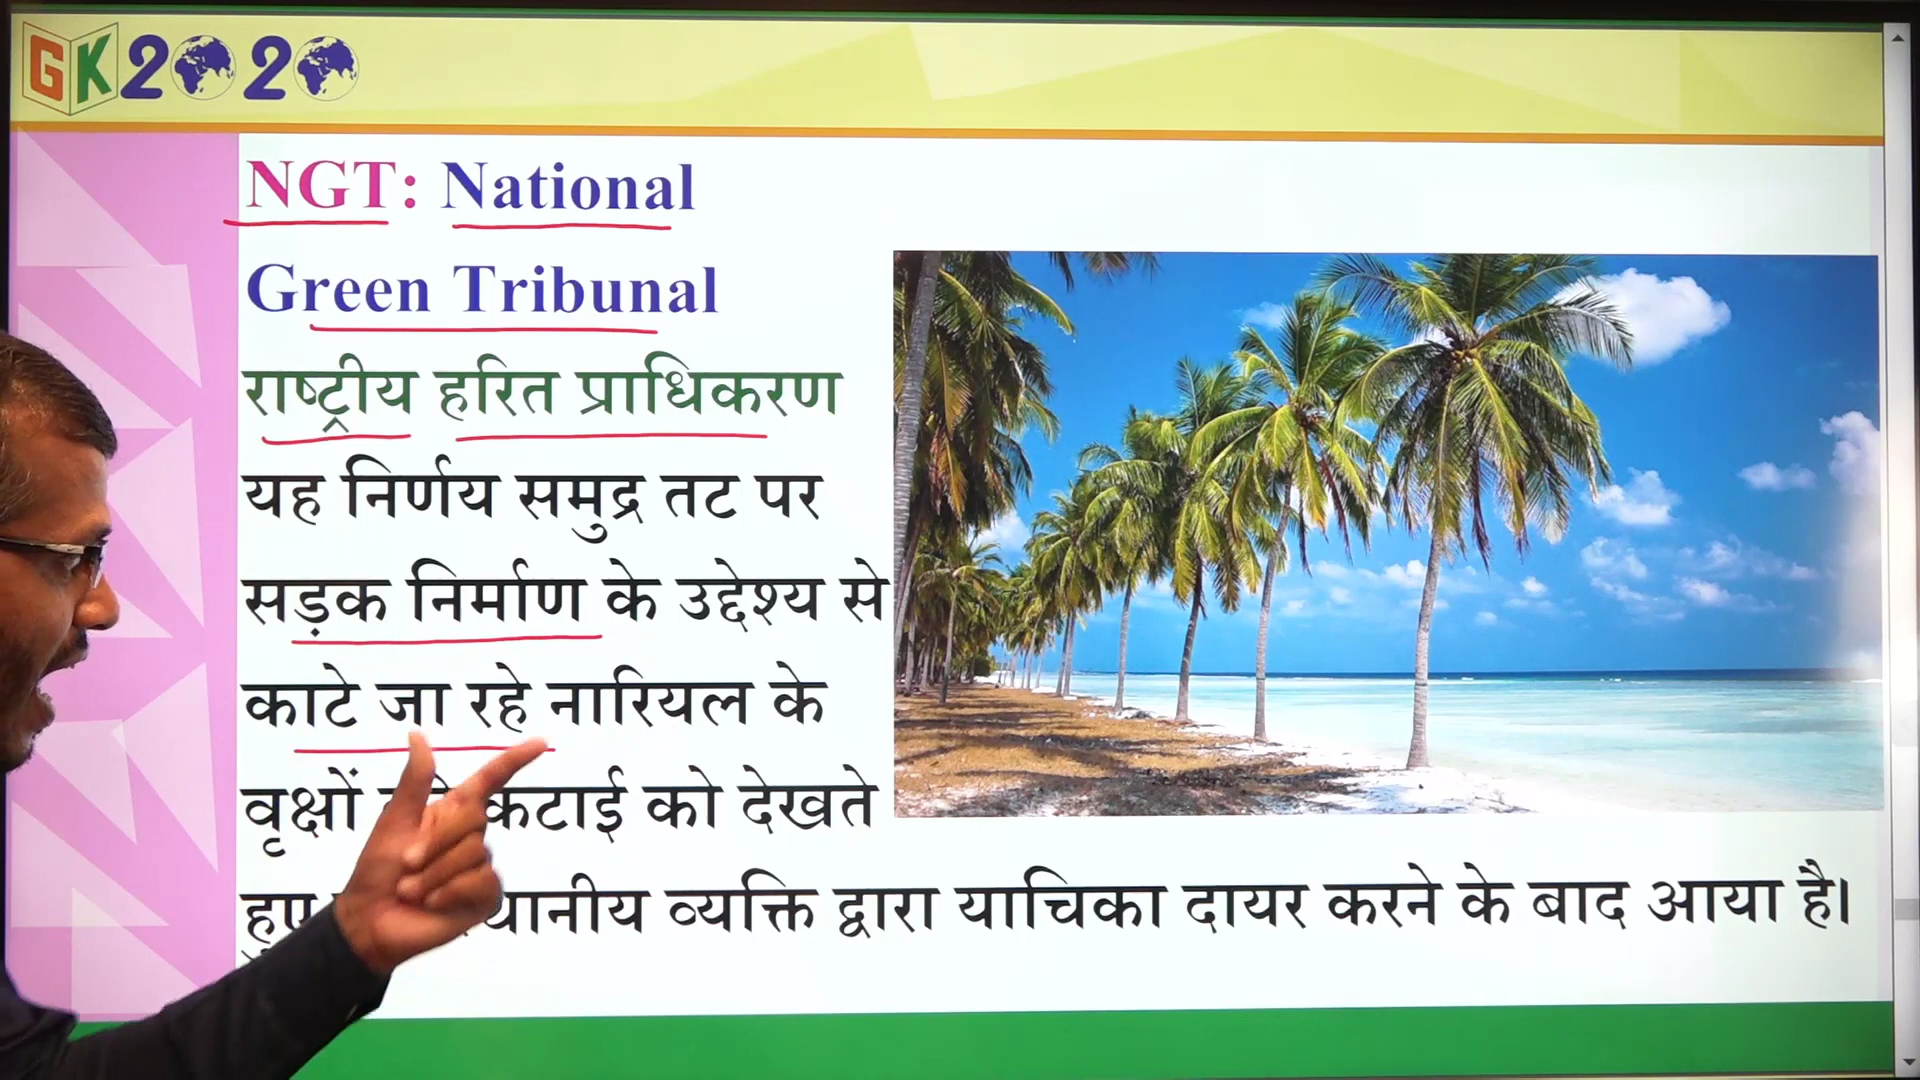 GK2020
NGT: National
Green Tribunal
राष्ट्रीय हरित प्राधिकरण
यह निर्णय समुद्र तट पर
सड़क निर्माण के उद्देश्य से
काटे जा रहे नारियल के
वृक्षों कटाई को देखते
हुए व्यक्ति द्वारा याचिका दायर करने के बाद आया है।